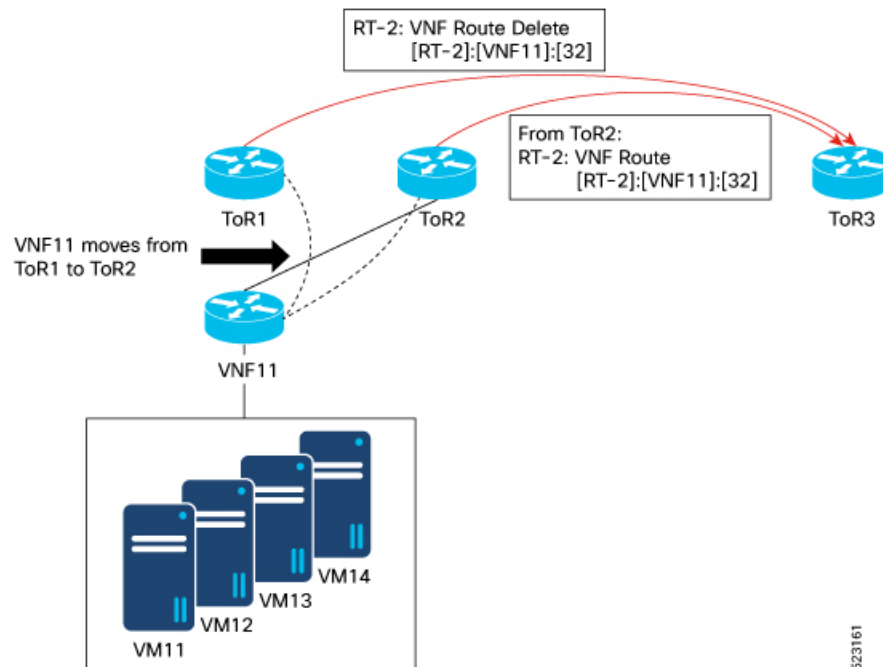 RT-2: VNF Route Delete
[RT-2]:[VNF11]:[32]
From ToR2:
RT-2: VNF Route
[RT-2]:[VNF11]:[32]
ToR1
ToR2
ToR3
VNF11 moves from
ToR1 to ToR2
VNF11
VM14
VM13
VM12
VM11
523161